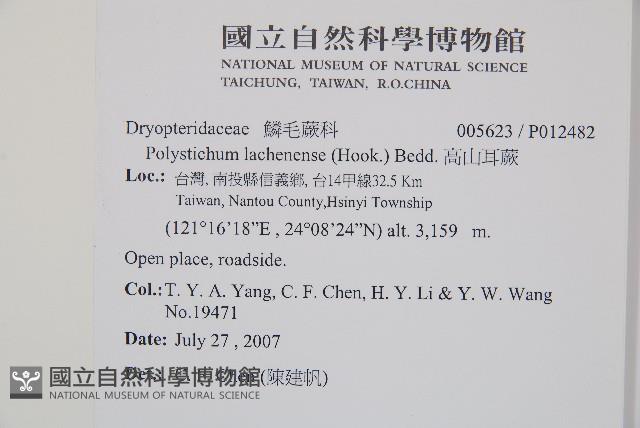 國立自然科學博物館
NATIONAL MUSEUM OF NATURAL SCIENCE
TAICHUNG, TAIWAN, R.O.CHINA
Dryopteridaceae 鱗毛蕨科 005623 / P012482
Polystichum lachenense (Hook.) Bedd. 高山耳蕨
Loc.: 台灣, 南投縣信義鄉, 台14甲線32.5 Km
Taiwan, Nantou County,Hsinyi Township
(121°16'18"E , 24°08'24"N) alt. 3,159 m.
Open place, roadside.
Col.: T. Y. A. Yang, C. F. Chen, H. Y. Li & Y. W. Wang
No.19471
Date: July 27 , 2007
(陳建帆)
國立自然科學博物館
NATIONAL MUSEUM OF NATURAL SCIENCE